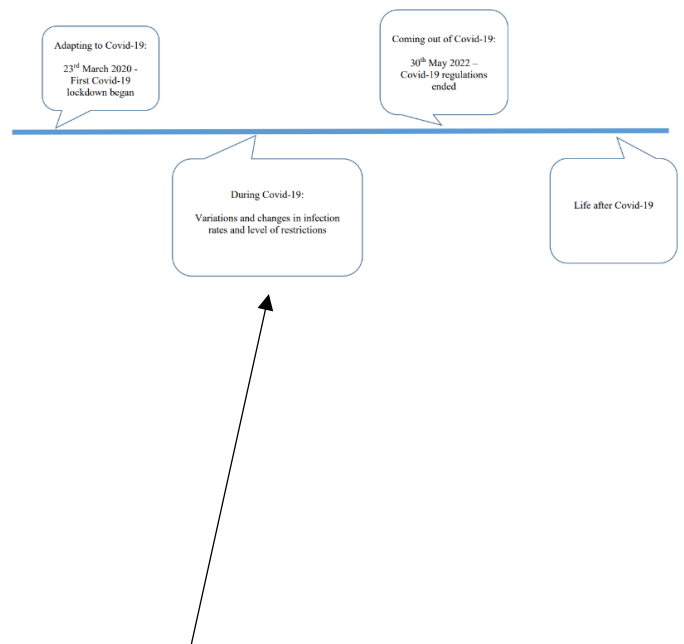 Adapting to Covid-19:
23rd March 2020 -
First Covid-19
lockdown began
Coming out of Covid-19:
30th May 2022 –
Covid-19 regulations
ended
During Covid-19:
Variations and changes in infection
rates and level of restrictions
Life after Covid-19